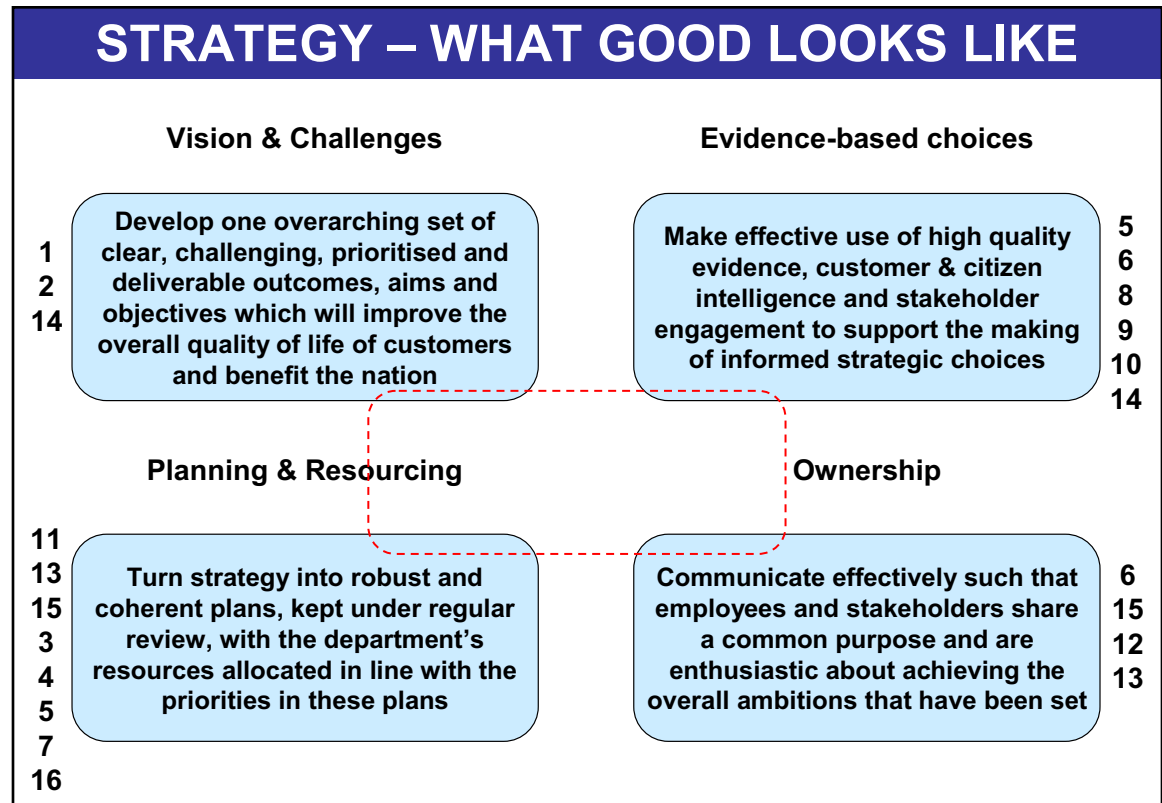 STRATEGY – WHAT GOOD LOOKS LIKE
Vision & Challenges
1
2
14
Develop one overarching set of
clear, challenging, prioritised and
deliverable outcomes, aims and
objectives which will improve the
overall quality of life of customers
and benefit the nation
Evidence-based choices
Make effective use of high quality
evidence, customer & citizen
intelligence and stakeholder
engagement to support the making
of informed strategic choices
5
6
8
9
10
14
Planning & Resourcing
11
13
15
3
4
5
7
16
Turn strategy into robust and
coherent plans, kept under regular
review, with the department’s
resources allocated in line with the
priorities in these plans
Ownership
Communicate effectively such that
employees and stakeholders share
a common purpose and are
enthusiastic about achieving the
overall ambitions that have been set
6
15
12
13